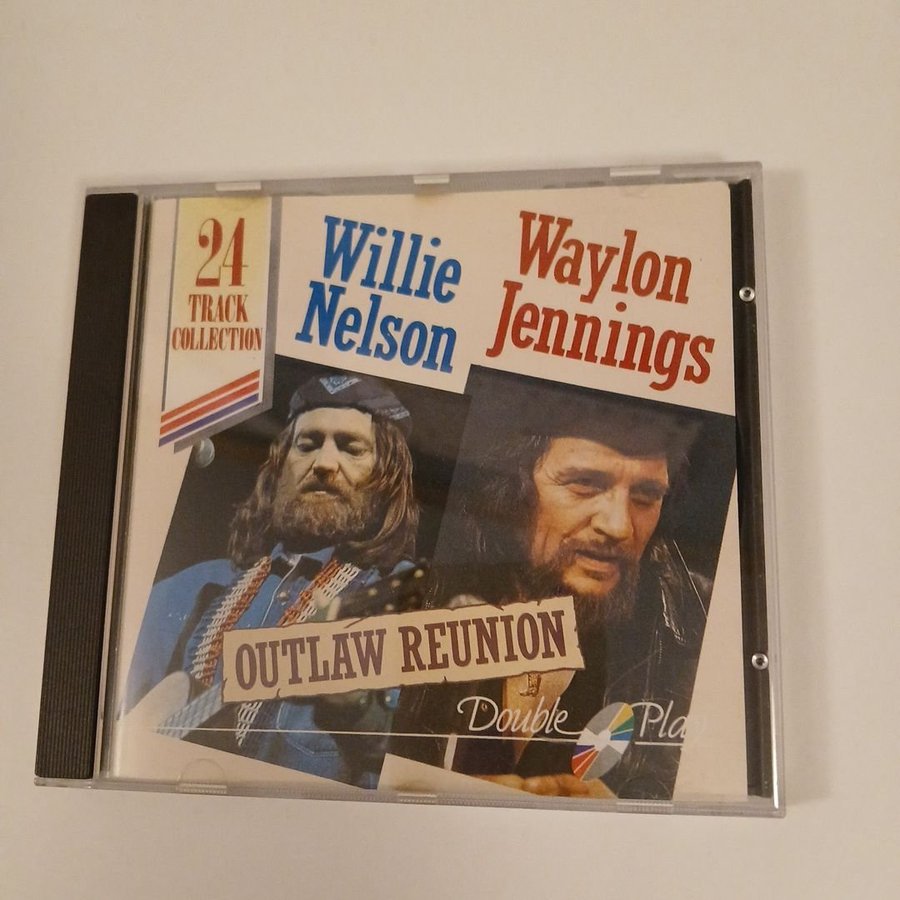 24
TRACK
COLLECTION
Willie
Nelson
Waylon
Jennings
OUTLAW REUNION
Double Play